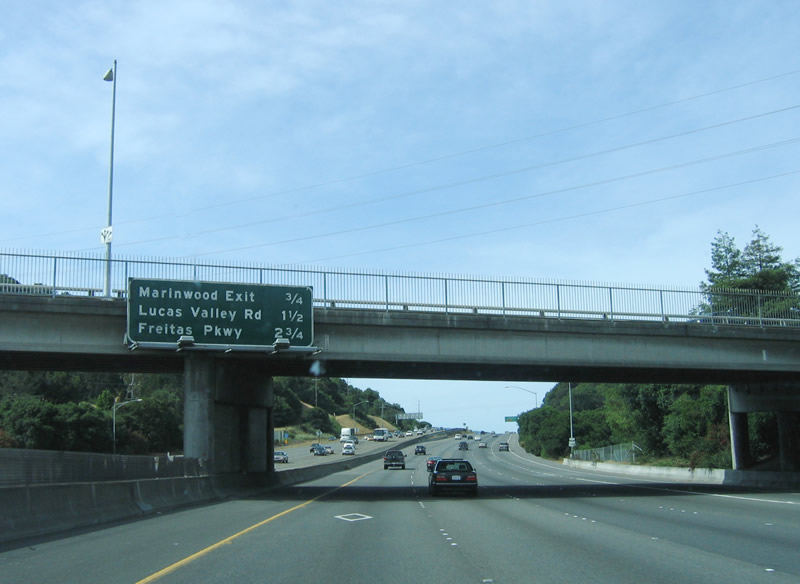 Marinwood Exit 3/4
Lucas Valley Rd 1 1/2
Freitas Pkwy 2 3/4